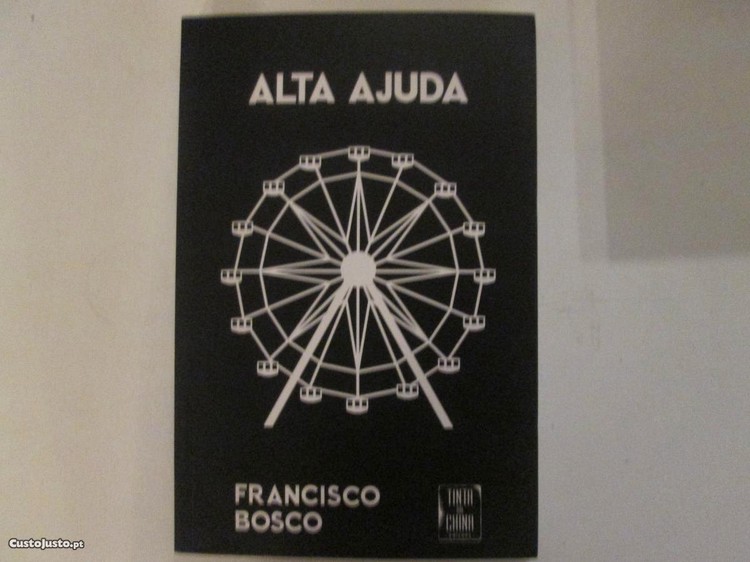 ALTA AJUDA
FRANCISCO
BOSCO
TINTA
DA
CHINA
CustoJusto.pt